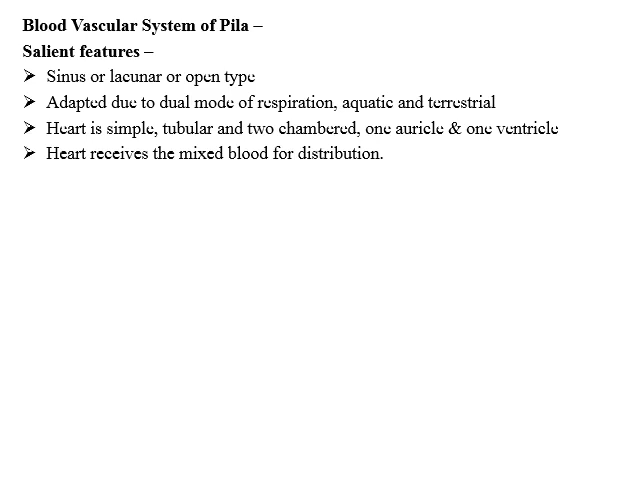 Blood Vascular System of Pila –
Salient features –
➢ Sinus or lacunar or open type
➢ Adapted due to dual mode of respiration, aquatic and terrestrial
➢ Heart is simple, tubular and two chambered, one auricle & one ventricle
➢ Heart receives the mixed blood for distribution.